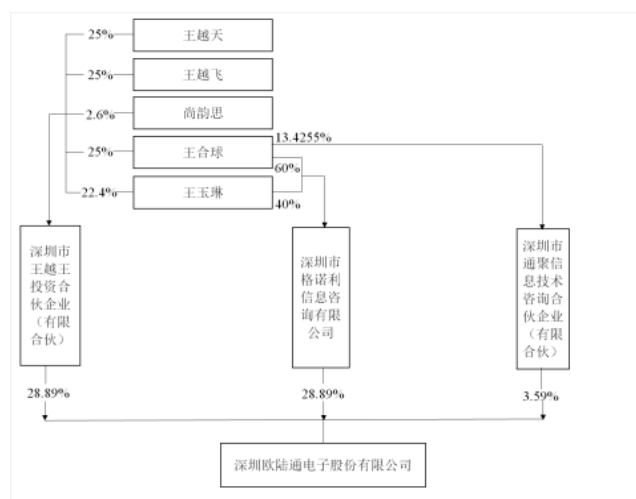 25%
王越天
25%
王越飞
2.6%
尚韵思
13.4255%
25%
王合球
60%
22.4%
王玉琳
40%
深圳市
王越王
投资合
伙企业
（有限
合伙）
深圳市
格诺利
信息咨
询有限
公司
深圳市
通聚信
息技术
咨询合
伙企业
（有限
合伙）
28.89%
28.89%
3.59%
深圳欧陆通电子股份有限公司